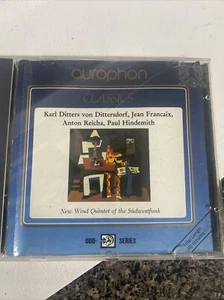 aurophon
CLASSICS
Karl Ditters von Dittersdorf, Jean Francaix,
Anton Reicha, Paul Hindemith
New Wind Quintet of the Südwestfunk
DDD-
SERIES